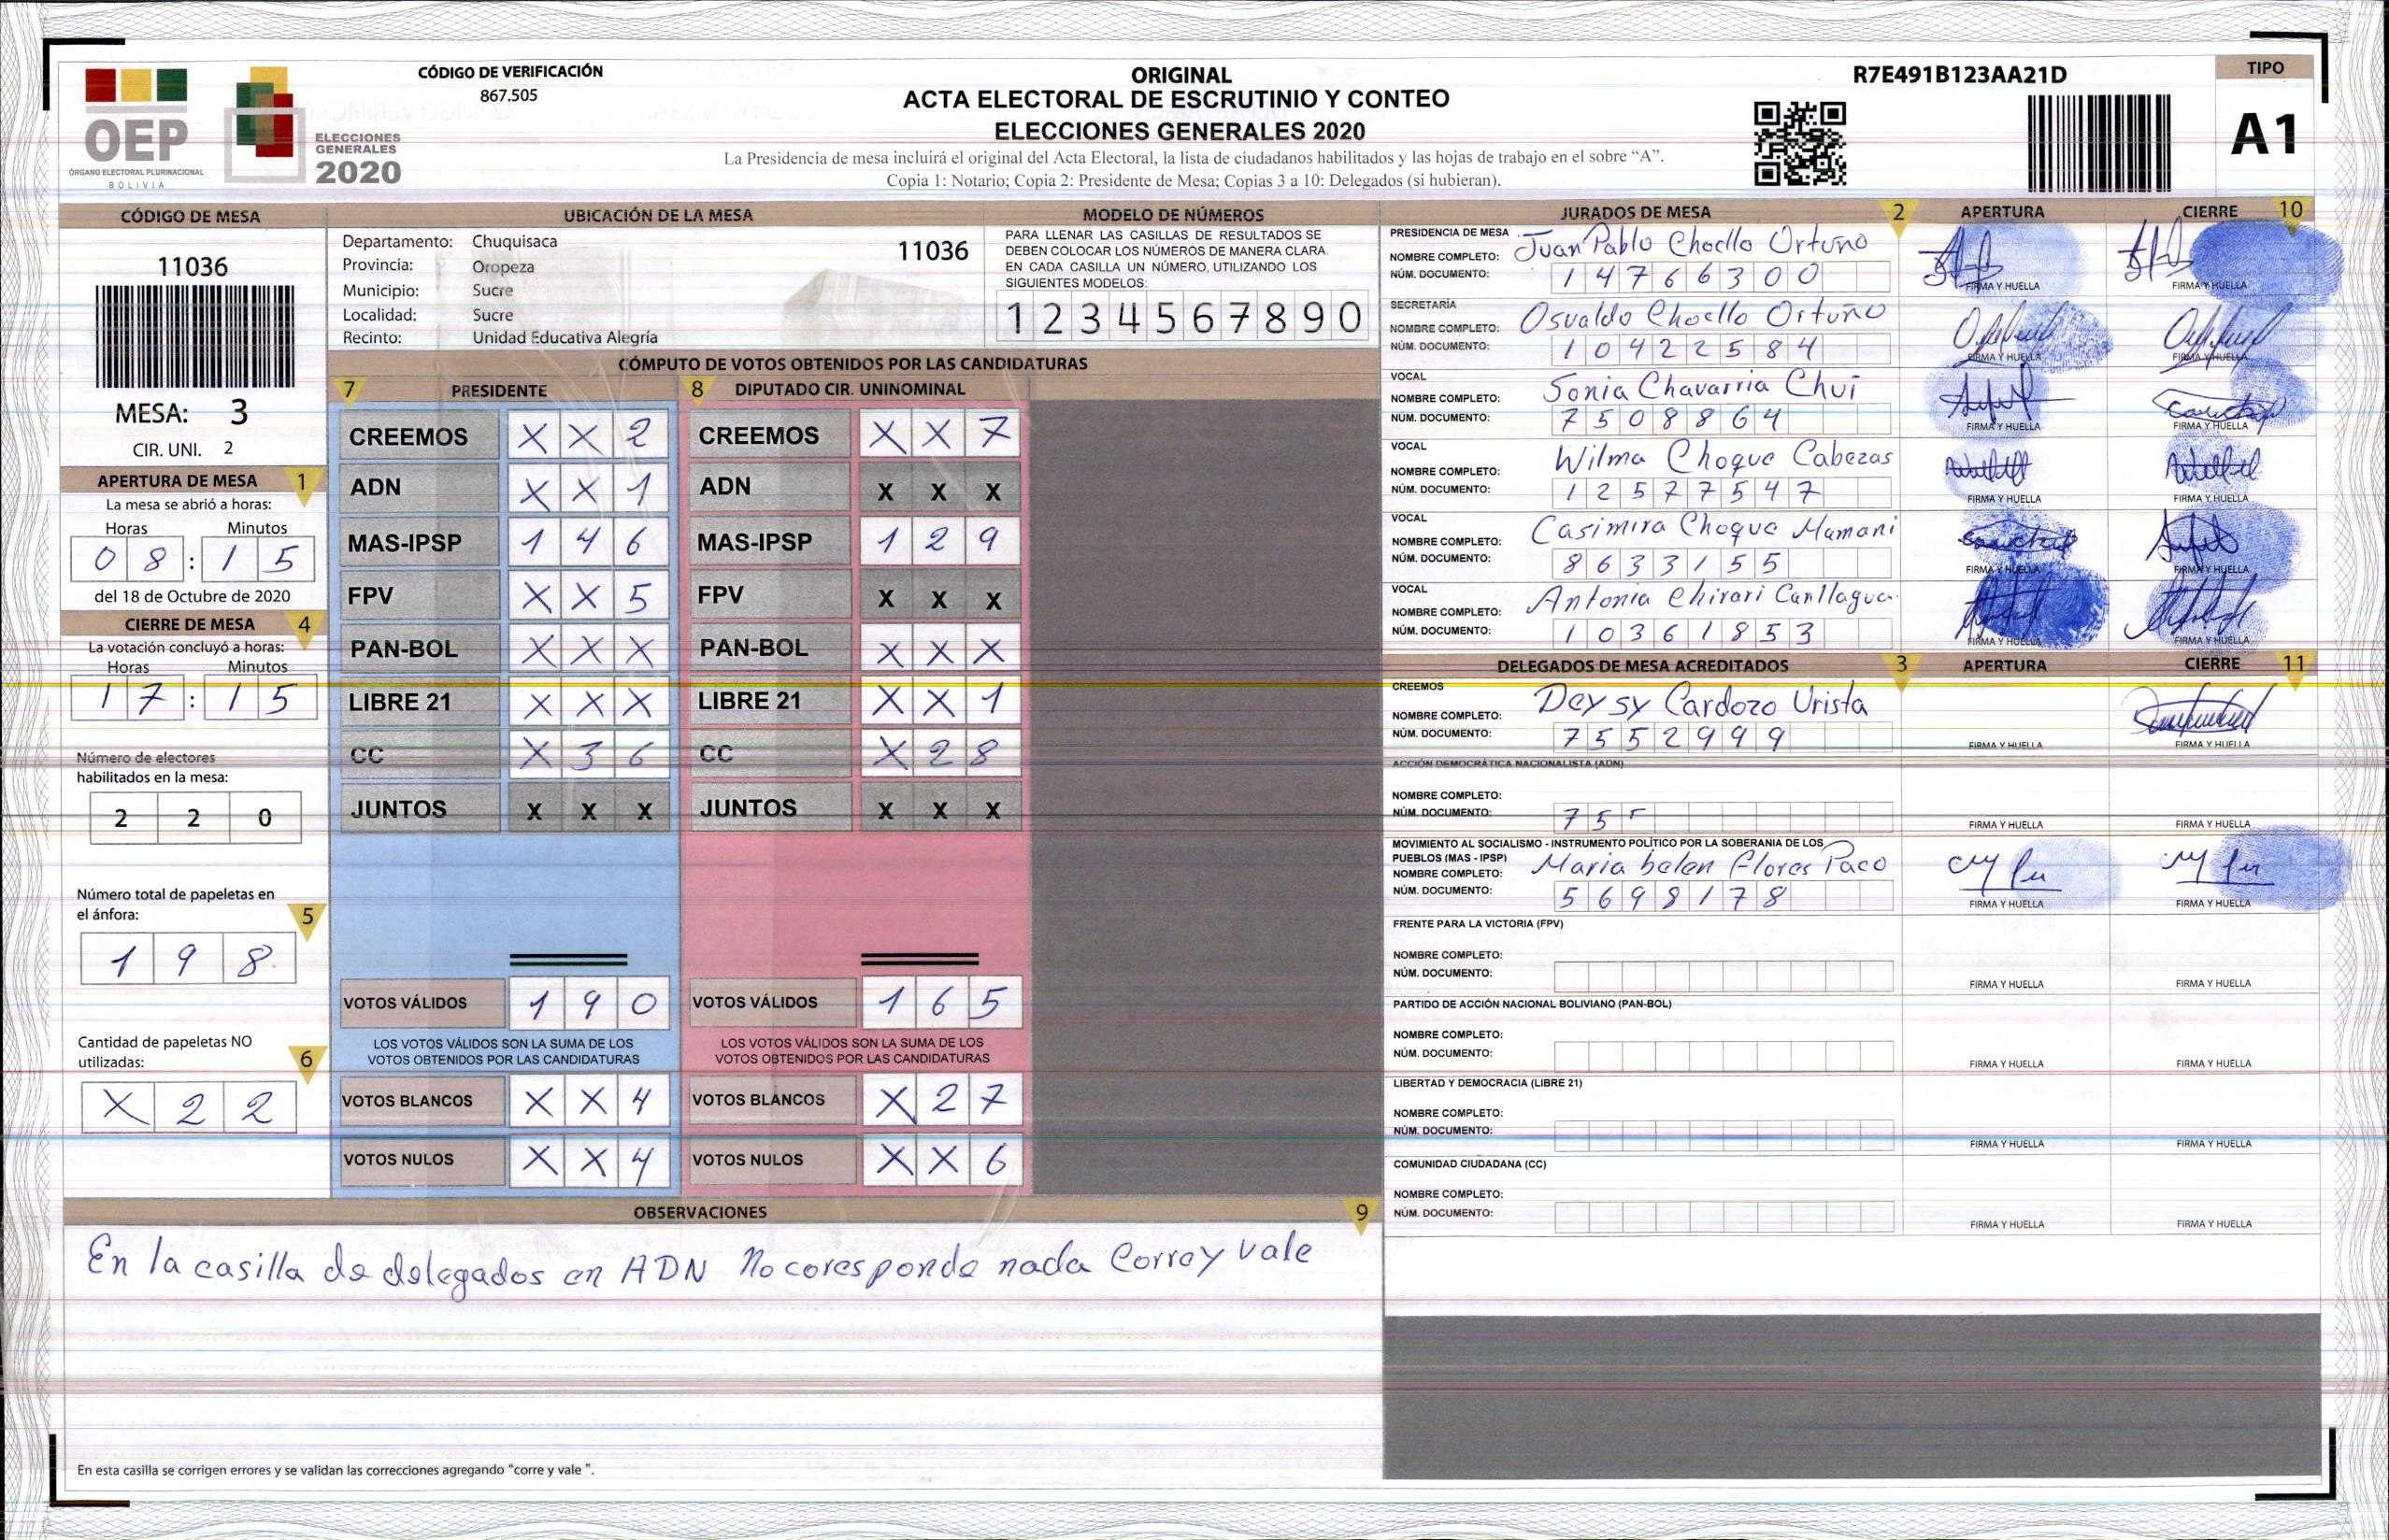 CÓDIGO DE VERIFICACIÓN
867.505
ORIGINAL
ACTA ELECTORAL DE ESCRUTINIO Y CONTEO
ELECCIONES GENERALES 2020
La Presidencia de mesa incluirá el original del Acta Electoral, la lista de ciudadanos habilitados y las hojas de trabajo en el sobre “A”.
Copia 1: Notario; Copia 2: Presidente de Mesa; Copias 3 a 10: Delegados (si hubieran).
R7E491B123AA21D
TIPO
A1
OEP
ÓRGANO ELECTORAL PLURINACIONAL
BOLIVIA
ELECCIONES
GENERALES
2020
CÓDIGO DE MESA
11036
MESA: 3
CIR. UNI. 2
APERTURA DE MESA 1
La mesa se abrió a horas:
Horas Minutos
0 8 : 1 5
del 18 de Octubre de 2020
CIERRE DE MESA 4
La votación concluyó a horas:
Horas Minutos
1 7 : 1 5
Número de electores
habilitados en la mesa:
2 2 0
Número total de papeletas en
el ánfora: 5
1 9 8
Cantidad de papeletas NO
utilizadas: 6
X 2 2
UBICACIÓN DE LA MESA
Departamento: Chuquisaca 11036
Provincia: Oropeza
Municipio: Sucre
Localidad: Sucre
Recinto: Unidad Educativa Alegría
MODELO DE NÚMEROS
PARA LLENAR LAS CASILLAS DE RESULTADOS SE
DEBEN COLOCAR LOS NÚMEROS DE MANERA CLARA
EN CADA CASILLA UN NÚMERO, UTILIZANDO LOS
SIGUIENTES MODELOS:
1 2 3 4 5 6 7 8 9 0
CÓMPUTO DE VOTOS OBTENIDOS POR LAS CANDIDATURAS
7 PRESIDENTE
CREEMOS X X 2
ADN X X 1
MAS-IPSP 1 4 6
FPV X X 5
PAN-BOL X X X
LIBRE 21 X X X
CC X 3 6
JUNTOS X X X
VOTOS VÁLIDOS 1 9 0
LOS VOTOS VÁLIDOS SON LA SUMA DE LOS
VOTOS OBTENIDOS POR LAS CANDIDATURAS
VOTOS BLANCOS X X 4
VOTOS NULOS X X 4
8 DIPUTADO CIR. UNINOMINAL
CREEMOS X X 7
ADN X X X
MAS-IPSP 1 2 9
FPV X X X
PAN-BOL X X X
LIBRE 21 X X 1
CC X 2 8
JUNTOS X X X
VOTOS VÁLIDOS 1 6 5
LOS VOTOS VÁLIDOS SON LA SUMA DE LOS
VOTOS OBTENIDOS POR LAS CANDIDATURAS
VOTOS BLANCOS X 2 7
VOTOS NULOS X X 6
OBSERVACIONES 9
En la casilla de delegados en ADN No coresponde nada Corre y vale
En esta casilla se corrigen errores y se validan las correcciones agregando “corre y vale ”.
JURADOS DE MESA 2 APERTURA CIERRE 10
PRESIDENCIA DE MESA
NOMBRE COMPLETO: Juan Pablo Choello Ortuño
NÚM. DOCUMENTO: 1 4 7 6 6 3 0 0
FIRMA Y HUELLA FIRMA Y HUELLA
SECRETARÍA
NOMBRE COMPLETO: Osvaldo Choello Ortuño
NÚM. DOCUMENTO: 1 0 4 2 2 5 8 4
FIRMA Y HUELLA FIRMA Y HUELLA
VOCAL
NOMBRE COMPLETO: Sonia Chavarria Chui
NÚM. DOCUMENTO: 7 5 0 8 8 6 4
FIRMA Y HUELLA FIRMA Y HUELLA
VOCAL
NOMBRE COMPLETO: Wilma Choque Cabezas
NÚM. DOCUMENTO: 1 2 5 7 7 5 4 7
FIRMA Y HUELLA FIRMA Y HUELLA
VOCAL
NOMBRE COMPLETO: Casimira Choque Mamani
NÚM. DOCUMENTO: 8 6 3 3 1 5 5
FIRMA Y HUELLA FIRMA Y HUELLA
VOCAL
NOMBRE COMPLETO: Antonia Chirari
NÚM. DOCUMENTO: 1 0 3 6 1 8 5 3
FIRMA Y HUELLA FIRMA Y HUELLA
DELEGADOS DE MESA ACREDITADOS 3 APERTURA CIERRE 11
CREEMOS
NOMBRE COMPLETO: Deysy Cardozo Urista
NÚM. DOCUMENTO: 7 5 5 2 9 9 9
FIRMA Y HUELLA FIRMA Y HUELLA
ACCIÓN DEMOCRÁTICA NACIONALISTA (ADN)
NOMBRE COMPLETO:
NÚM. DOCUMENTO: 7 5
FIRMA Y HUELLA FIRMA Y HUELLA
MOVIMIENTO AL SOCIALISMO - INSTRUMENTO POLÍTICO POR LA SOBERANIA DE LOS
PUEBLOS (MAS - IPSP)
NOMBRE COMPLETO: Maria belen Flores Paco
NÚM. DOCUMENTO: 5 6 9 8 1 7 8
FIRMA Y HUELLA FIRMA Y HUELLA
FRENTE PARA LA VICTORIA (FPV)
NOMBRE COMPLETO:
NÚM. DOCUMENTO:
FIRMA Y HUELLA FIRMA Y HUELLA
PARTIDO DE ACCIÓN NACIONAL BOLIVIANO (PAN-BOL)
NOMBRE COMPLETO:
NÚM. DOCUMENTO:
FIRMA Y HUELLA FIRMA Y HUELLA
LIBERTAD Y DEMOCRACIA (LIBRE 21)
NOMBRE COMPLETO:
NÚM. DOCUMENTO:
FIRMA Y HUELLA FIRMA Y HUELLA
COMUNIDAD CIUDADANA (CC)
NOMBRE COMPLETO:
NÚM. DOCUMENTO:
FIRMA Y HUELLA FIRMA Y HUELLA